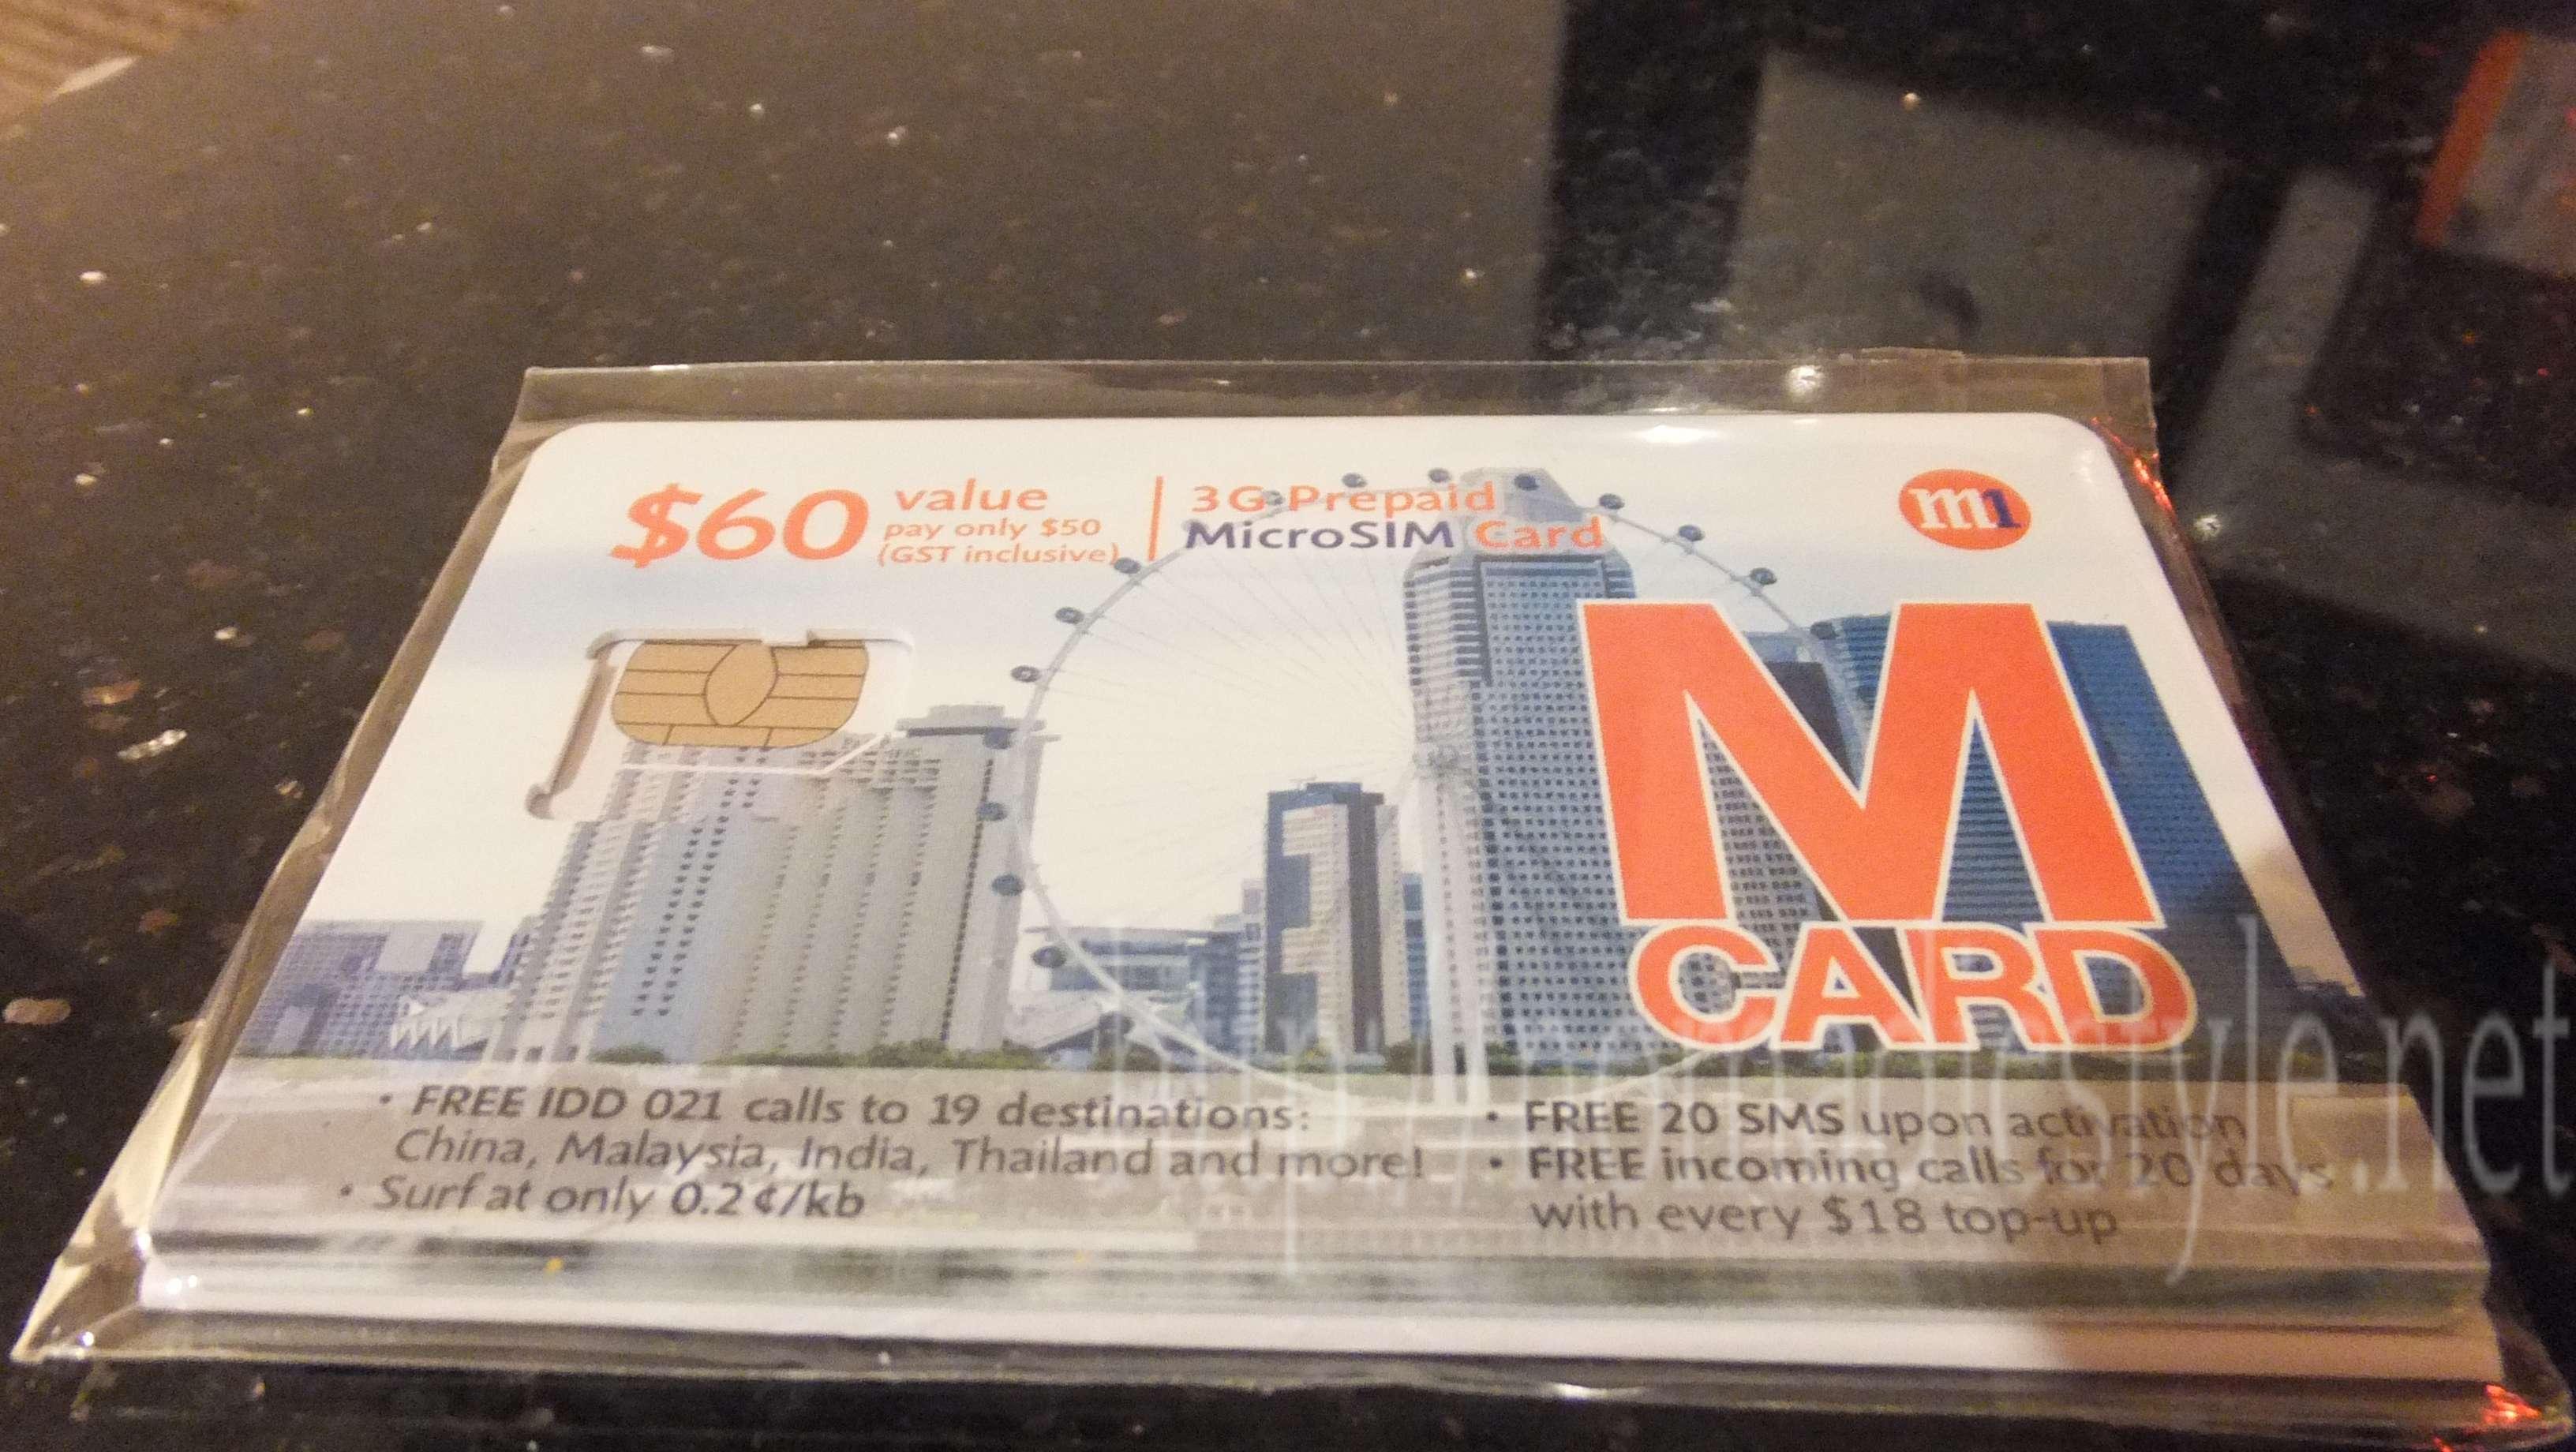 $60 value
pay only $50
(GST inclusive)
3G Prepaid
MicroSIM Card
m1
M
CARD
• FREE IDD 021 calls to 19 destinations:
China, Malaysia, India, Thailand and more!
• Surf at only 0.2¢/kb
• FREE 20 SMS upon activation
• FREE incoming calls for 20 days
with every $18 top-up